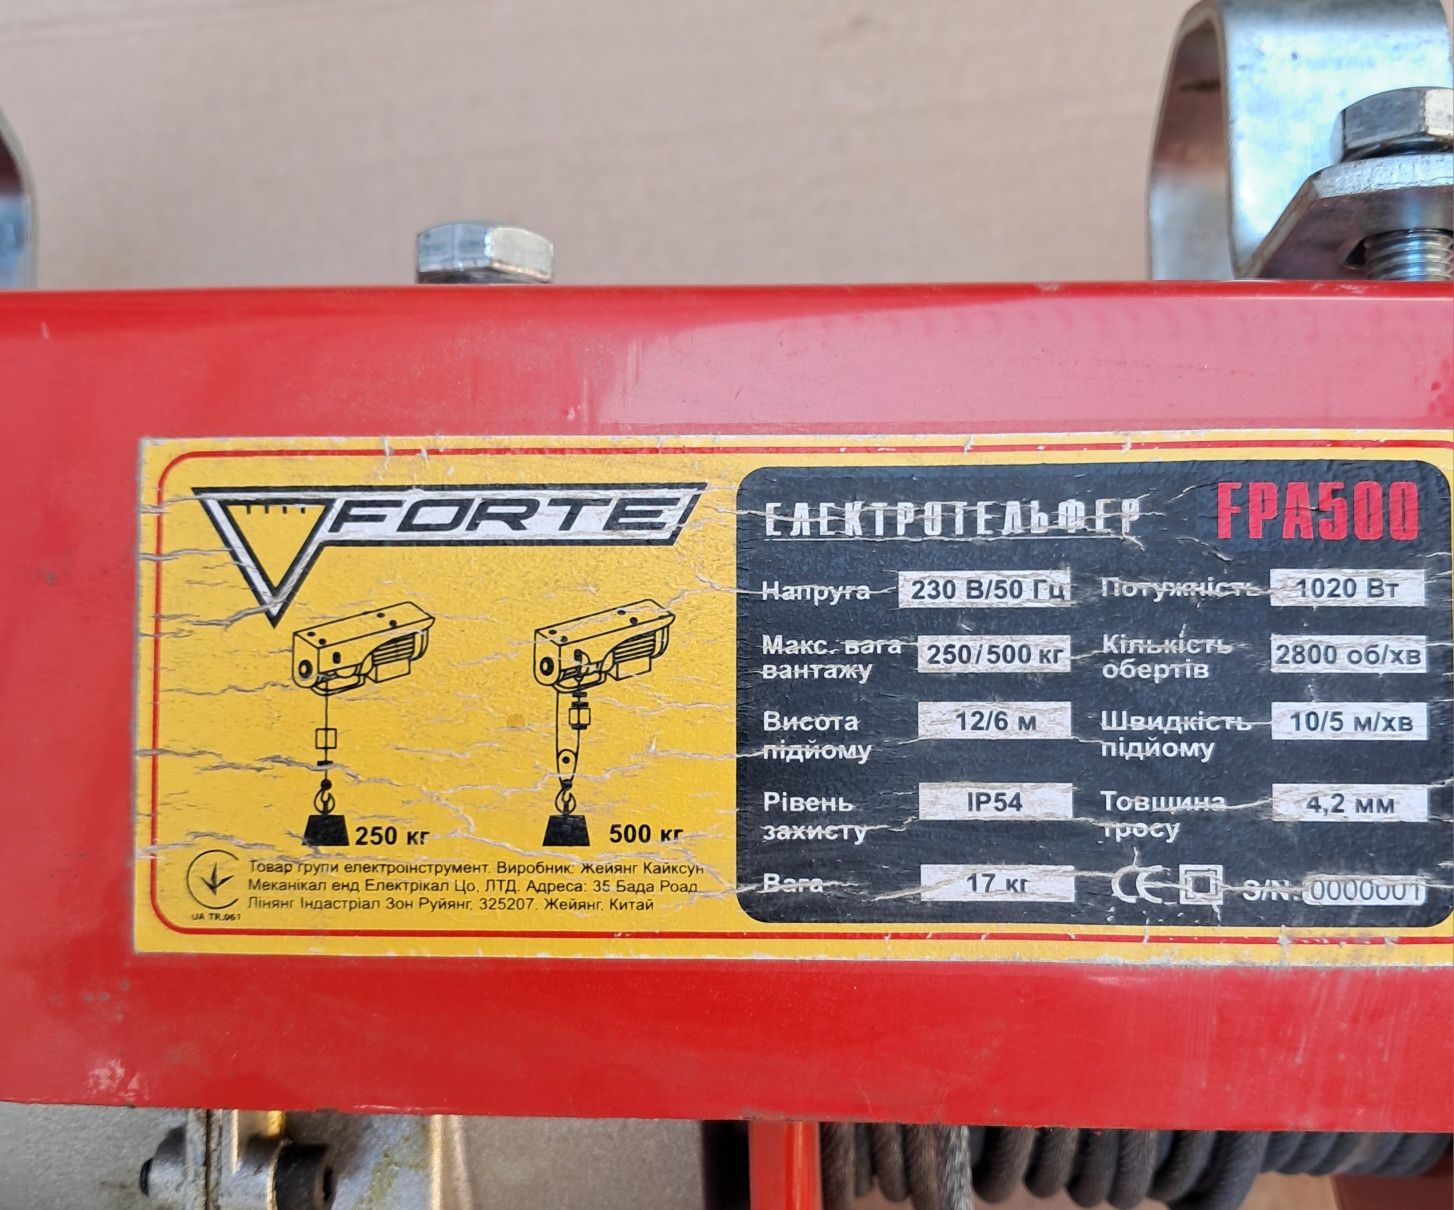 FORTE
250 кг
500 кг
Товар групи електроінструмент. Виробник: Жейянг Кайксун
Меканікал енд Електрікал Цо, ЛТД. Адреса: 35 Бада Роад
Лінянг Індастріал Зон Руйянг, 325207. Жейянг. Китай
UA TR.061
ЕЛЕКТРОТЕЛЬФЕР FPA500
Напруга 230 В/50 Гц Потужність 1020 Вт
Макс. вага вантажу 250/500 кг Кількість обертів 2800 об/хв
Висота підйому 12/6 м Швидкість підйому 10/5 м/хв
Рівень захисту IP54 Товщина тросу 4,2 мм
Вага 17 кг CE S/N: 0000001